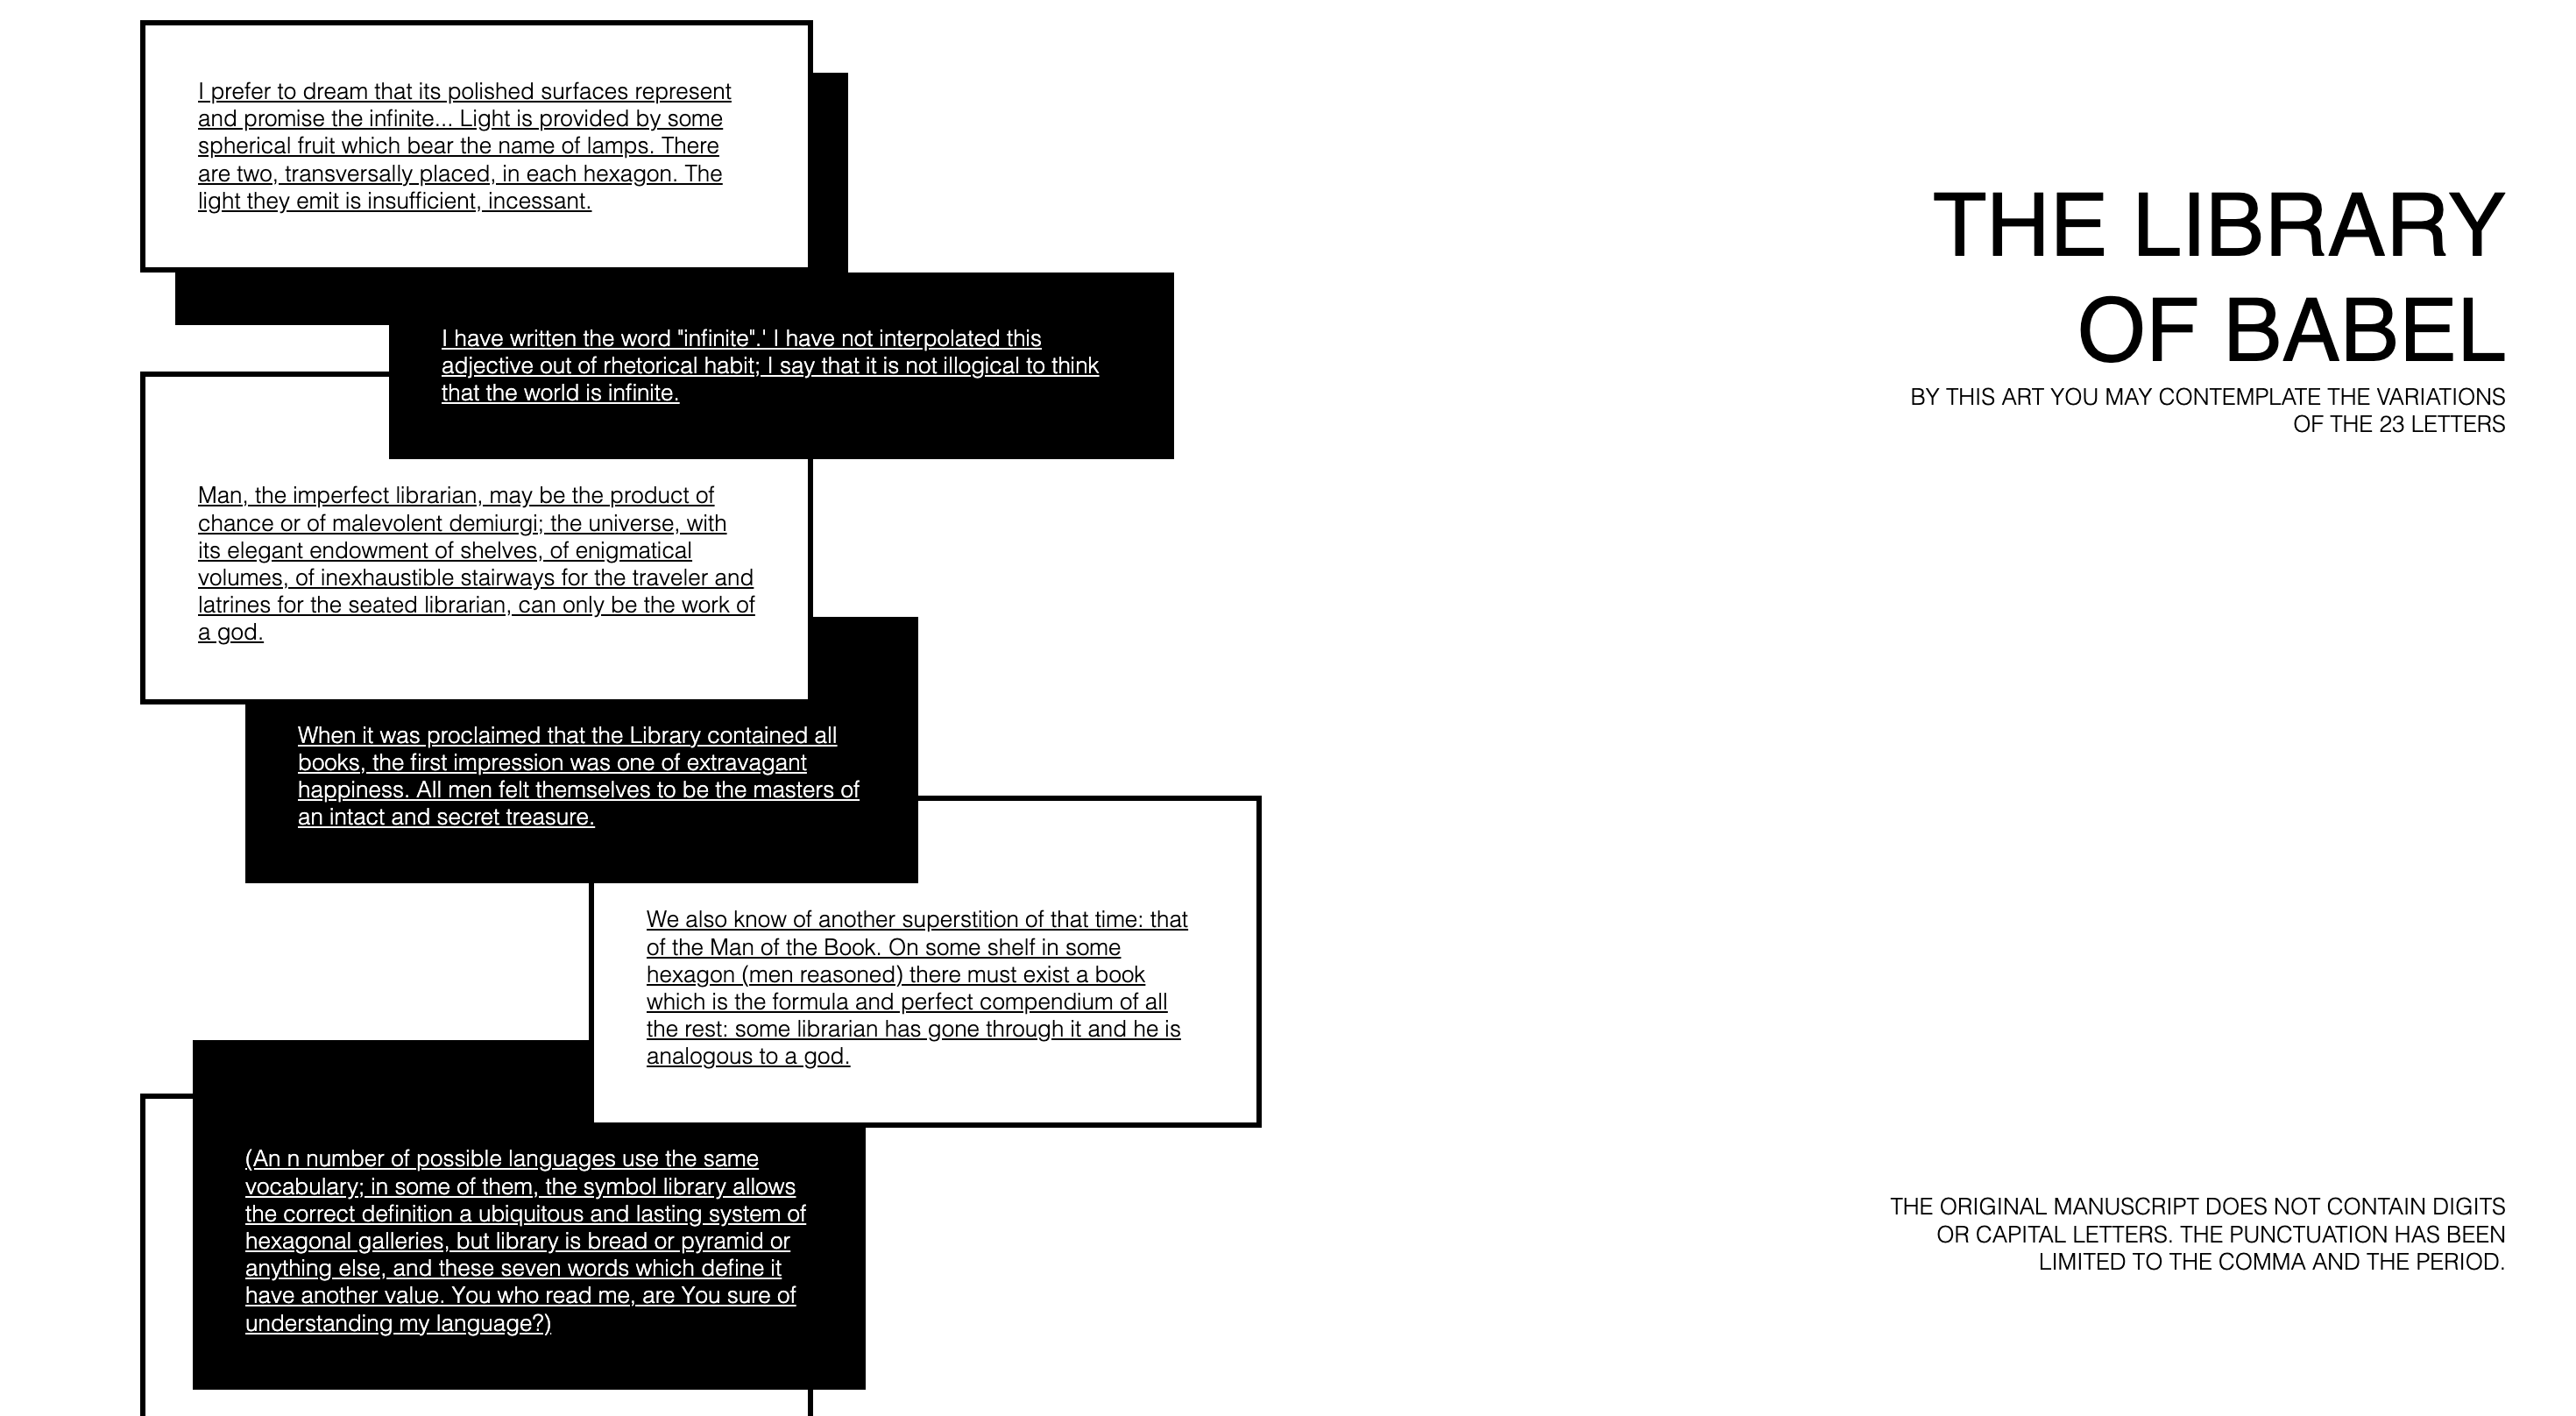 I prefer to dream that its polished surfaces represent
and promise the infinite... Light is provided by some
spherical fruit which bear the name of lamps. There
are two, transversally placed, in each hexagon. The
light they emit is insufficient, incessant.
I have written the word "infinite".' I have not interpolated this
adjective out of rhetorical habit; I say that it is not illogical to think
that the world is infinite.
Man, the imperfect librarian, may be the product of
chance or of malevolent demiurgi; the universe, with
its elegant endowment of shelves, of enigmatical
volumes, of inexhaustible stairways for the traveler and
latrines for the seated librarian, can only be the work of
a god.
When it was proclaimed that the Library contained all
books, the first impression was one of extravagant
happiness. All men felt themselves to be the masters of
an intact and secret treasure.
We also know of another superstition of that time: that
of the Man of the Book. On some shelf in some
hexagon (men reasoned) there must exist a book
which is the formula and perfect compendium of all
the rest: some librarian has gone through it and he is
analogous to a god.
(An n number of possible languages use the same
vocabulary; in some of them, the symbol library allows
the correct definition a ubiquitous and lasting system of
hexagonal galleries, but library is bread or pyramid or
anything else, and these seven words which define it
have another value. You who read me, are You sure of
understanding my language?)
THE LIBRARY
OF BABEL
BY THIS ART YOU MAY CONTEMPLATE THE VARIATIONS
OF THE 23 LETTERS
THE ORIGINAL MANUSCRIPT DOES NOT CONTAIN DIGITS
OR CAPITAL LETTERS. THE PUNCTUATION HAS BEEN
LIMITED TO THE COMMA AND THE PERIOD.